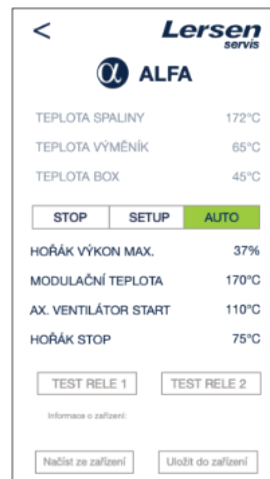 <
Lersen
servis
α ALFA
TEPLOTA SPALINY 172°C
TEPLOTA VÝMĚNÍK 65°C
TEPLOTA BOX 45°C
STOP SETUP AUTO
HOŘÁK VÝKON MAX. 37%
MODULAČNÍ TEPLOTA 170°C
AX. VENTILÁTOR START 110°C
HOŘÁK STOP 75°C
TEST RELE 1 TEST RELE 2
Informace o zařízení:
Načíst ze zařízení Uložit do zařízení